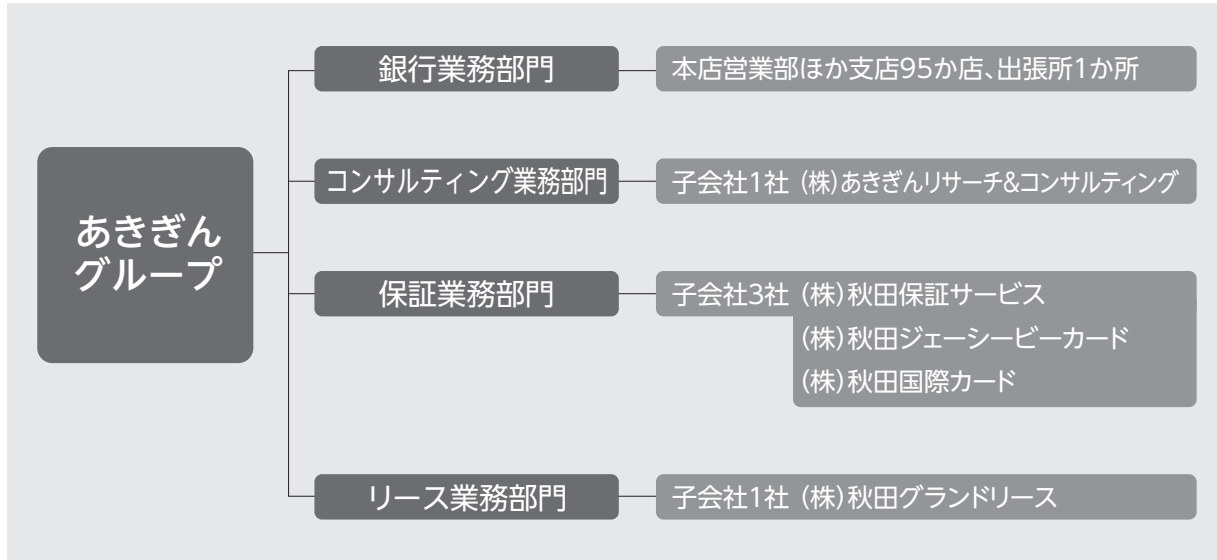 あきぎん
グループ
銀行業務部門
本店営業部ほか支店95か店、出張所1か所
コンサルティング業務部門
子会社1社 (株)あきぎんリサーチ&コンサルティング
保証業務部門
子会社3社 (株)秋田保証サービス
(株)秋田ジェーシービーカード
(株)秋田国際カード
リース業務部門
子会社1社 (株)秋田グランドリース